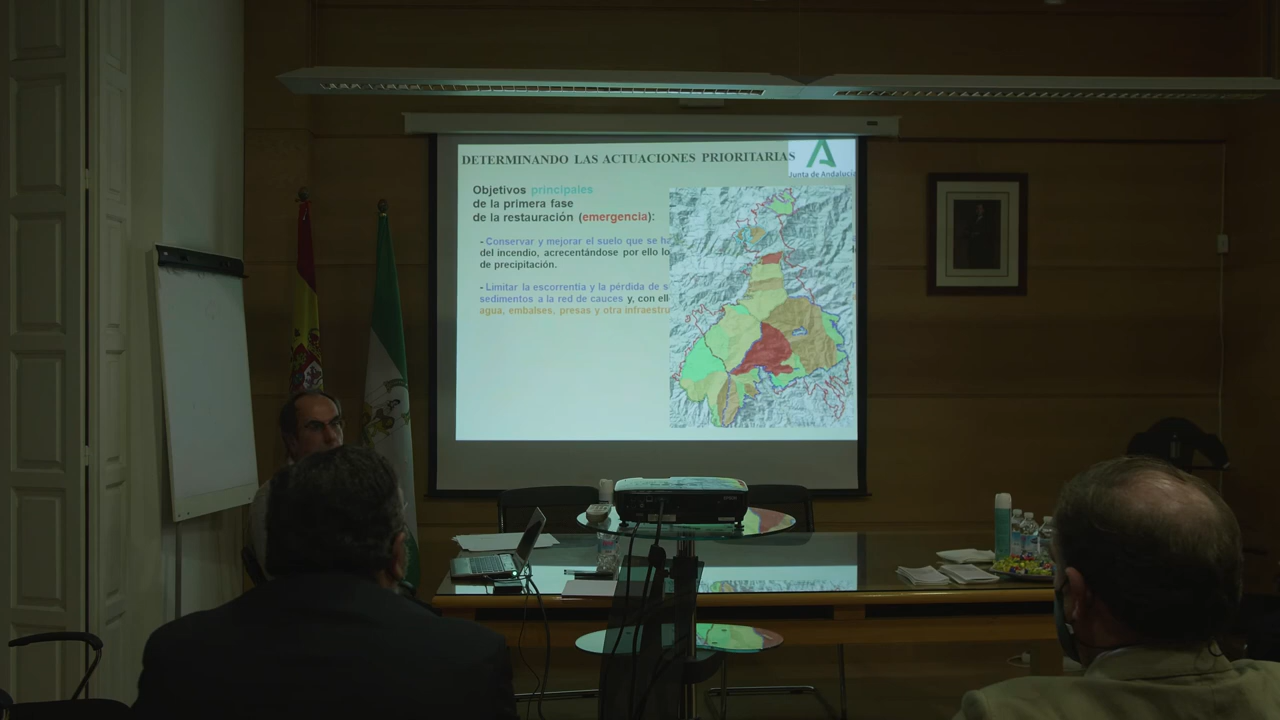 DETERMINANDO LAS ACTUACIONES PRIORITARIAS
Junta de Andalucía
Objetivos principales
de la primera fase
de la restauración (emergencia):
- Conservar y mejorar el suelo que se ha
del incendio, acrecentándose por ello lo
de precipitación.
- Limitar la escorrentía y la pérdida de s
sedimentos a la red de cauces y, con ell
agua, embalses, presas y otra infraestru